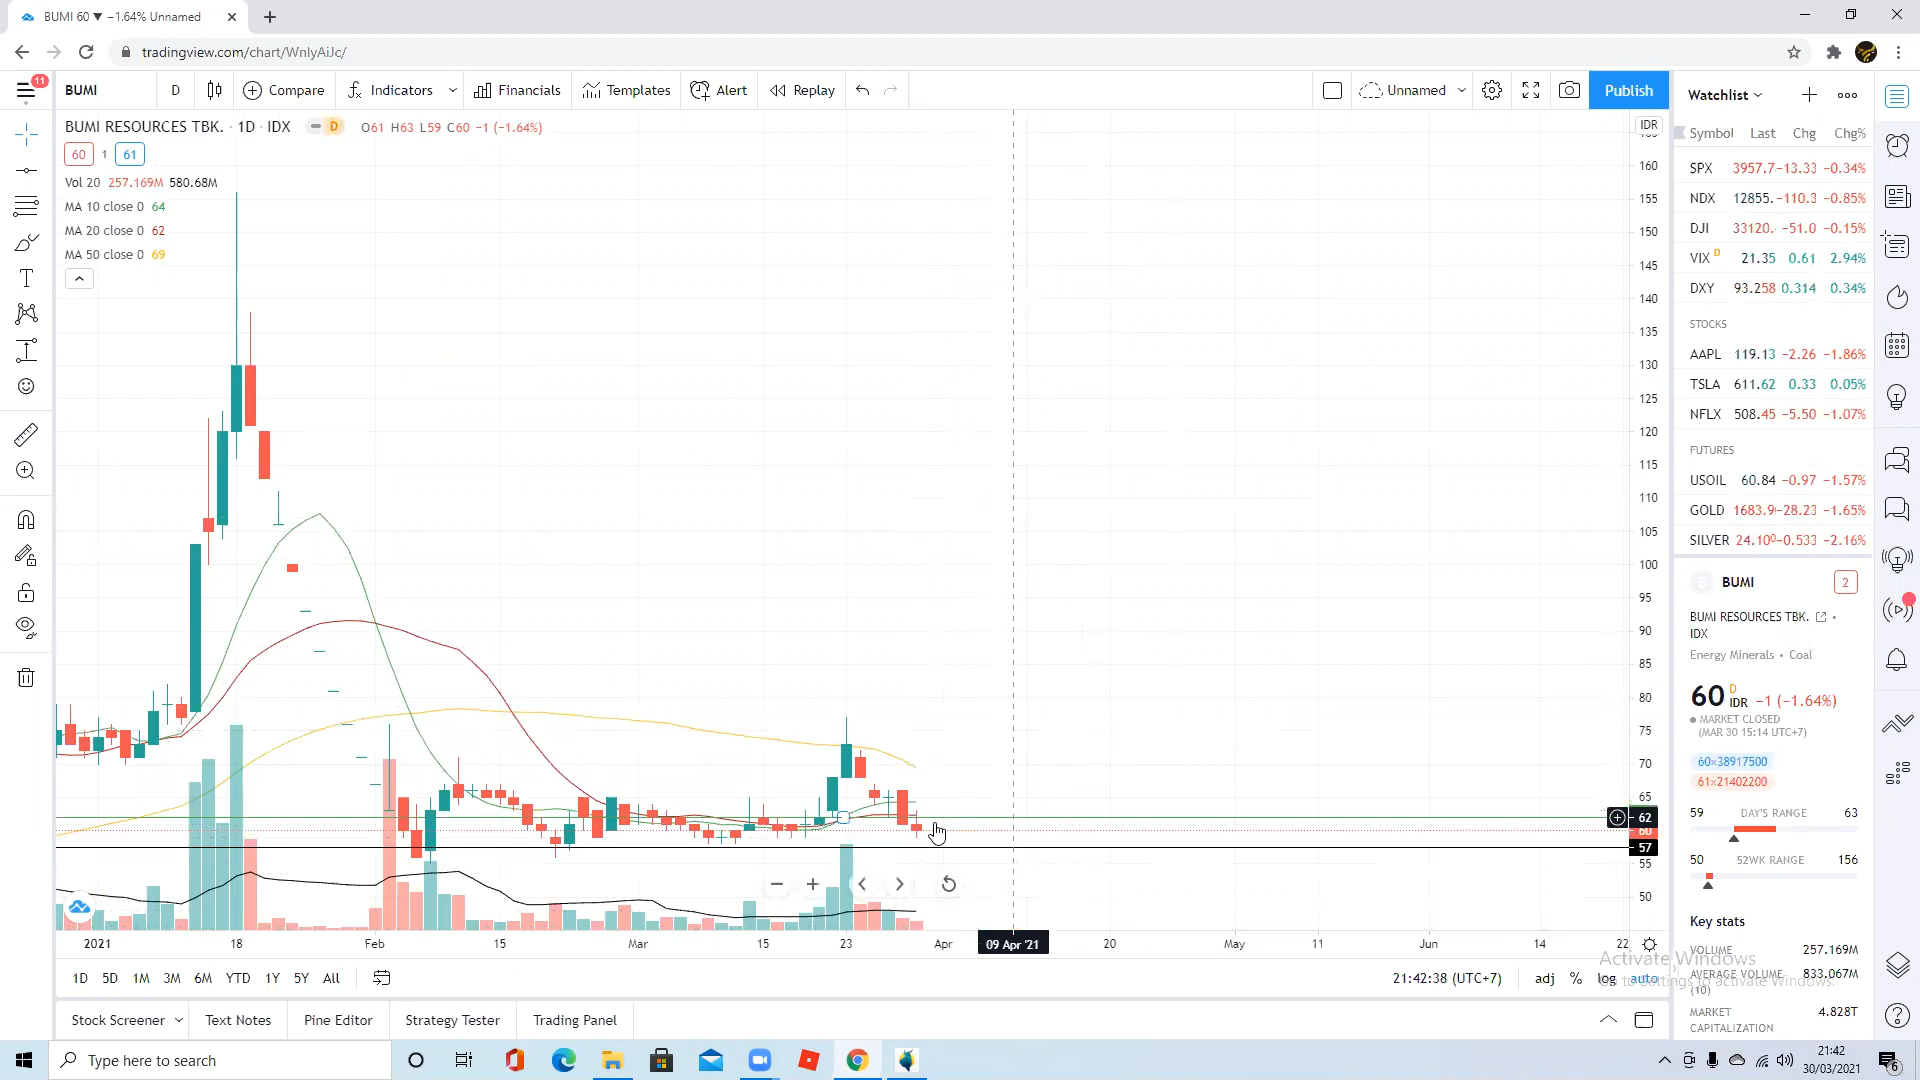 BUMI 60 ▼ −1.64% Unnamed
tradingview.com/chart/WnlyAiJc/
11
BUMI D Compare Indicators Financials Templates Alert Replay Unnamed Publish
BUMI RESOURCES TBK. · 1D · IDX D O61 H63 L59 C60 −1 (−1.64%)
60 1 61
Vol 20 257.169M 580.68M
MA 10 close 0 64
MA 20 close 0 62
MA 50 close 0 69
IDR
160
155
150
145
140
135
130
125
120
115
110
105
100
95
90
85
80
75
70
65
62
60
57
55
50
2021 18 Feb 15 Mar 15 23 Apr 09 Apr '21 20 May 11 Jun 14 22
1D 5D 1M 3M 6M YTD 1Y 5Y All 21:42:38 (UTC+7) adj % log auto
Stock Screener Text Notes Pine Editor Strategy Tester Trading Panel
Watchlist
Symbol Last Chg Chg%
SPX 3957.7 −13.33 −0.34%
NDX 12855. −110.3 −0.85%
DJI 33120. −51.0 −0.15%
VIX D 21.35 0.61 2.94%
DXY 93.258 0.314 0.34%
STOCKS
AAPL 119.13 −2.26 −1.86%
TSLA 611.62 0.33 0.05%
NFLX 508.45 −5.50 −1.07%
FUTURES
USOIL 60.84 −0.97 −1.57%
GOLD 1683.9 −28.23 −1.65%
SILVER 24.100 −0.533 −2.16%
BUMI 2
BUMI RESOURCES TBK. •
IDX
Energy Minerals • Coal
60 D IDR −1 (−1.64%)
MARKET CLOSED
(MAR 30 15:14 UTC+7)
60×38917500
61×21402200
59 DAY'S RANGE 63
50 52WK RANGE 156
Key stats
VOLUME 257.169M
AVERAGE VOLUME 833.067M
(10)
MARKET 4.828T
CAPITALIZATION
Activate Windows
Go to Settings to activate Windows.
Type here to search
21:42
30/03/2021
6